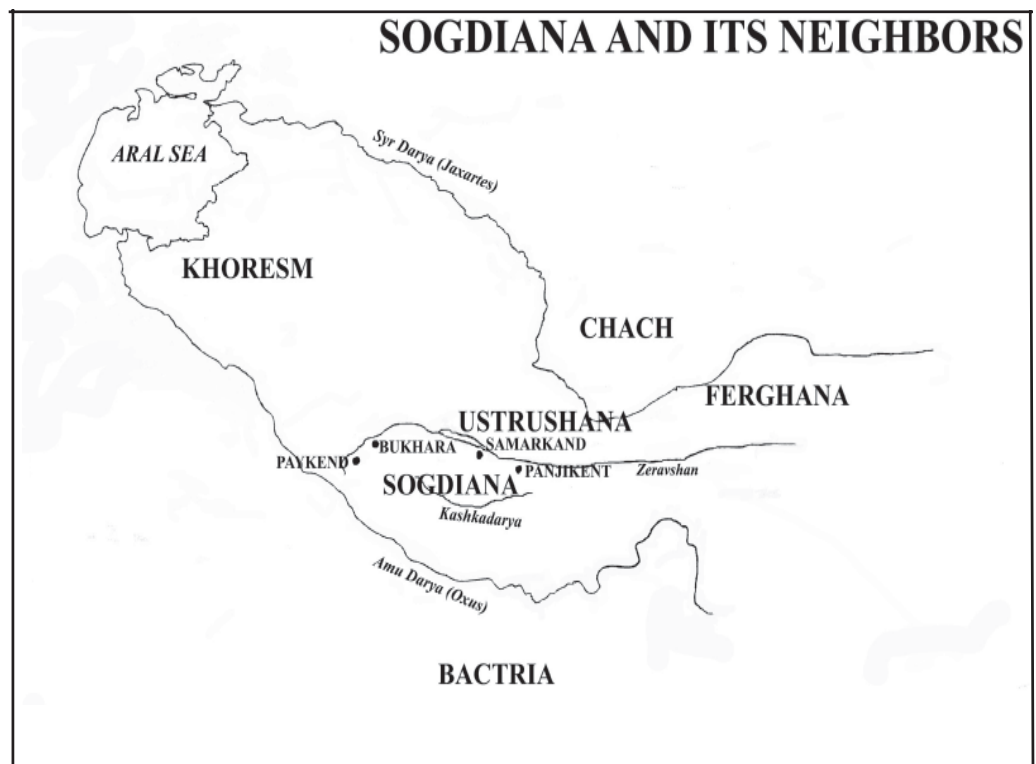 SOGDIANA AND ITS NEIGHBORS
ARAL SEA
Syr Darya (Jaxartes)
KHORESM
CHACH
FERGHANA
USTRUSHANA
BUKHARA
SAMARKAND
PAYKEND
PANJIKENT
Zeravshan
SOGDIANA
Kashkadarya
Amu Darya (Oxus)
BACTRIA